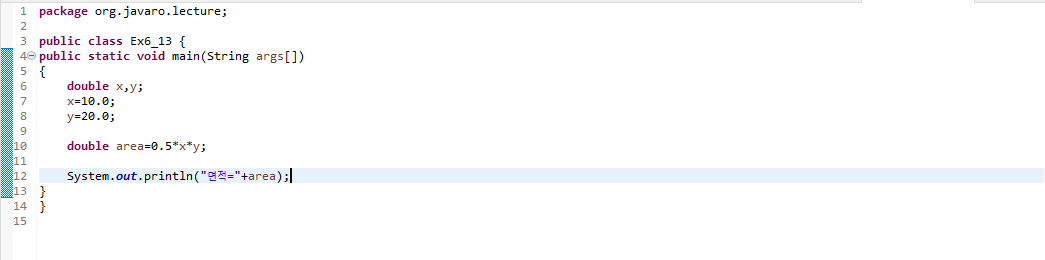 1 package org.javaro.lecture;
2
3 public class Ex6_13 {
4 public static void main(String args[])
5 {
6     double x,y;
7     x=10.0;
8     y=20.0;
9
10     double area=0.5*x*y;
11
12     System.out.println("면적="+area);
13 }
14 }
15